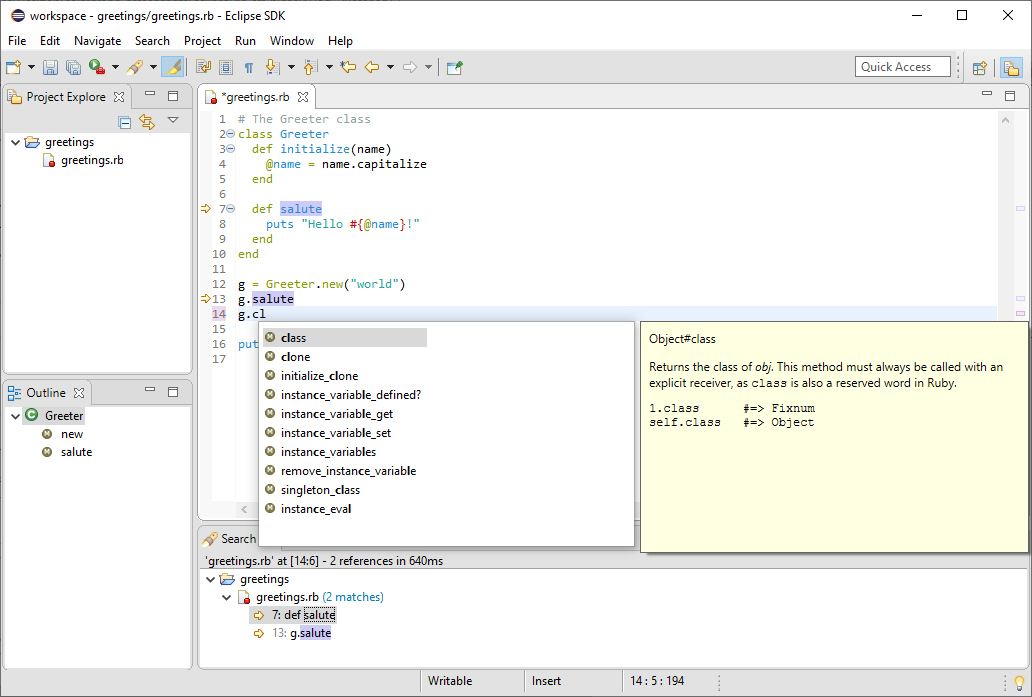 workspace - greetings/greetings.rb - Eclipse SDK
File Edit Navigate Search Project Run Window Help
Quick Access
Project Explore
greetings
greetings.rb
*greetings.rb
1 # The Greeter class
2 class Greeter
3 def initialize(name)
4 @name = name.capitalize
5 end
6
7 def salute
8 puts "Hello #{@name}!"
9 end
10 end
11
12 g = Greeter.new("world")
13 g.salute
14 g.cl
15
16 put
17
class
clone
initialize_clone
instance_variable_defined?
instance_variable_get
instance_variable_set
instance_variables
remove_instance_variable
singleton_class
instance_eval
Object#class
Returns the class of obj. This method must always be called with an
explicit receiver, as class is also a reserved word in Ruby.
1.class #=> Fixnum
self.class #=> Object
Outline
Greeter
new
salute
Search
'greetings.rb' at [14:6] - 2 references in 640ms
greetings
greetings.rb (2 matches)
7: def salute
13: g.salute
Writable Insert 14 : 5 : 194